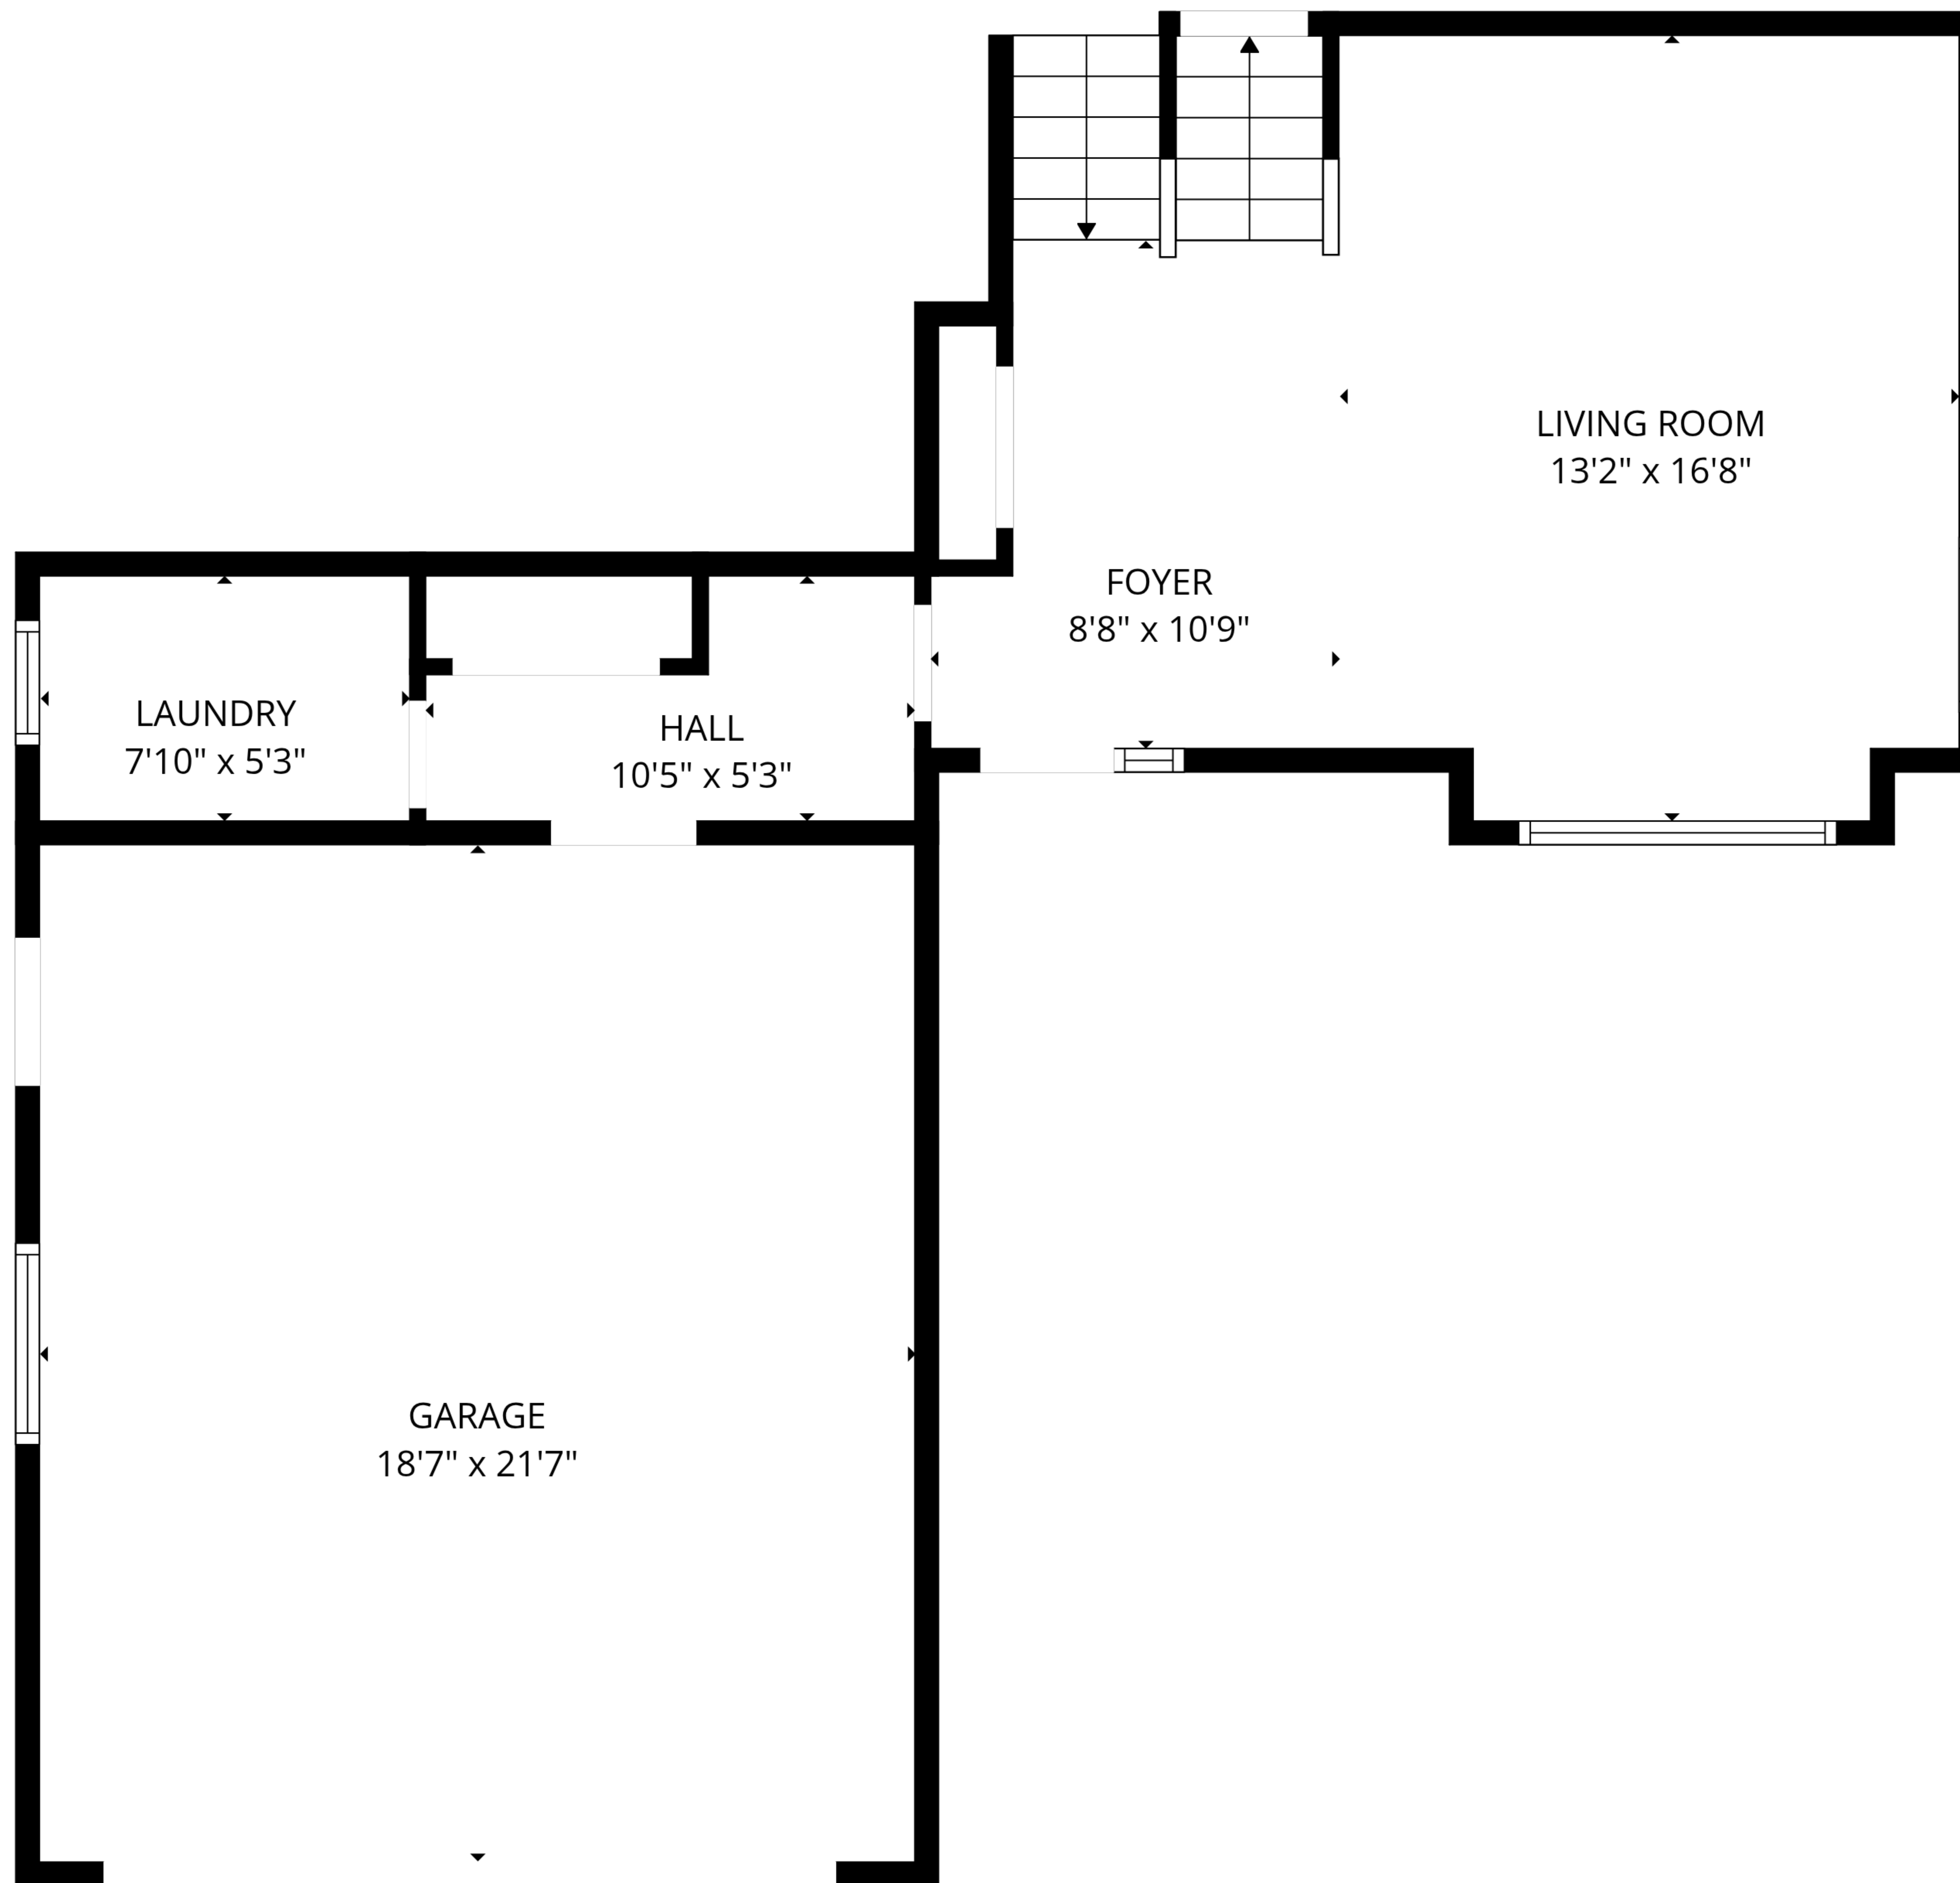 LIVING ROOM
13'2" x 16'8"
FOYER
8'8" x 10'9"
LAUNDRY
7'10" x 5'3"
HALL
10'5" x 5'3"
GARAGE
18'7" x 21'7"